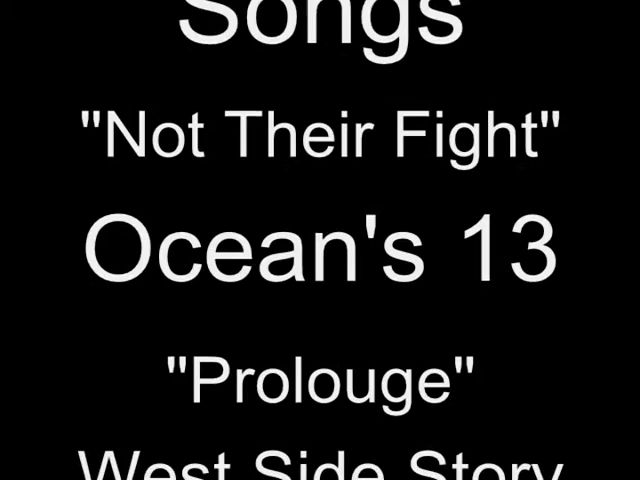 Songs
"Not Their Fight"
Ocean's 13
"Prolouge"
West Side Story